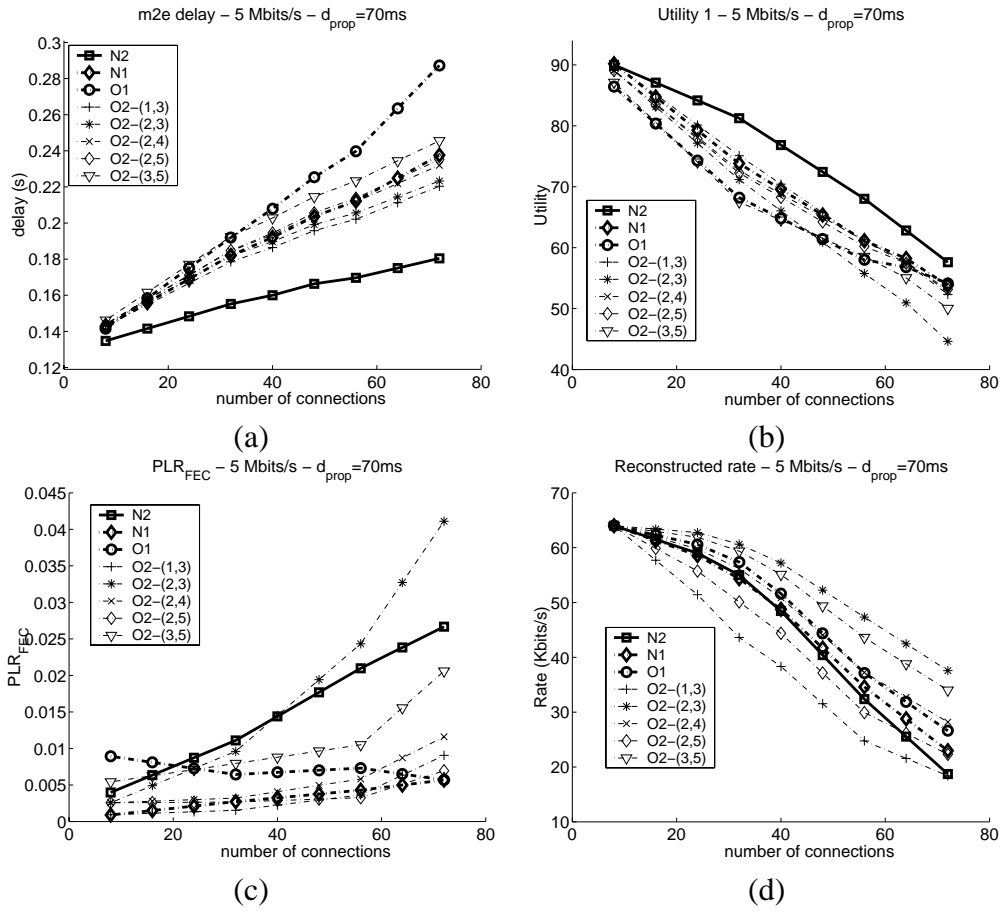 m2e delay – 5 Mbits/s – d_prop=70ms
0.3
0.28
0.26
0.24
0.22
0.2
0.18
0.16
0.14
0.12
delay (s)
N2
N1
O1
O2–(1,3)
O2–(2,3)
O2–(2,4)
O2–(2,5)
O2–(3,5)
0 20 40 60 80
number of connections
(a)
Utility 1 – 5 Mbits/s – d_prop=70ms
90
80
70
60
50
40
Utility
N2
N1
O1
O2–(1,3)
O2–(2,3)
O2–(2,4)
O2–(2,5)
O2–(3,5)
0 20 40 60 80
number of connections
(b)
PLR_FEC – 5 Mbits/s – d_prop=70ms
0.045
0.04
0.035
0.03
0.025
0.02
0.015
0.01
0.005
0
PLR_FEC
N2
N1
O1
O2–(1,3)
O2–(2,3)
O2–(2,4)
O2–(2,5)
O2–(3,5)
0 20 40 60 80
number of connections
(c)
Reconstructed rate – 5 Mbits/s – d_prop=70ms
70
60
50
40
30
20
10
Rate (Kbits/s)
N2
N1
O1
O2–(1,3)
O2–(2,3)
O2–(2,4)
O2–(2,5)
O2–(3,5)
0 20 40 60 80
number of connections
(d)